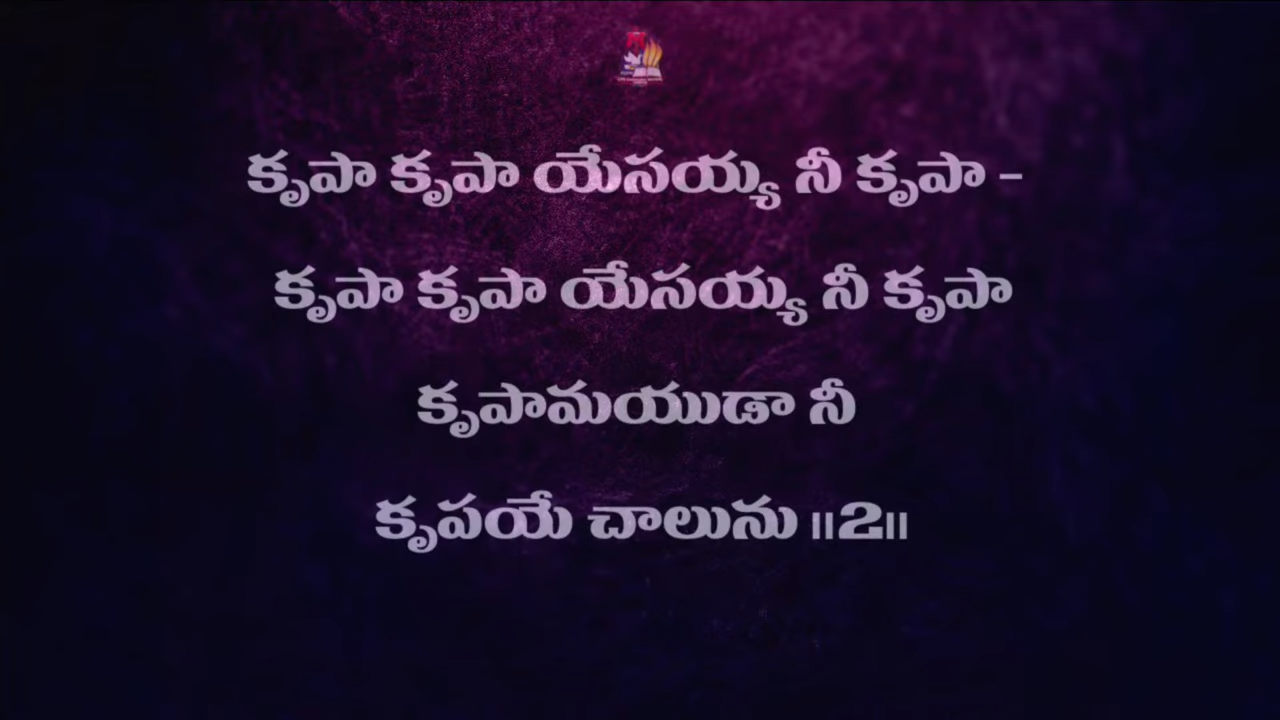 కృపా కృపా యేసయ్య నీ కృపా -
కృపా కృపా యేసయ్య నీ కృపా
కృపామయుడా నీ
కృపయే చాలును ॥2॥